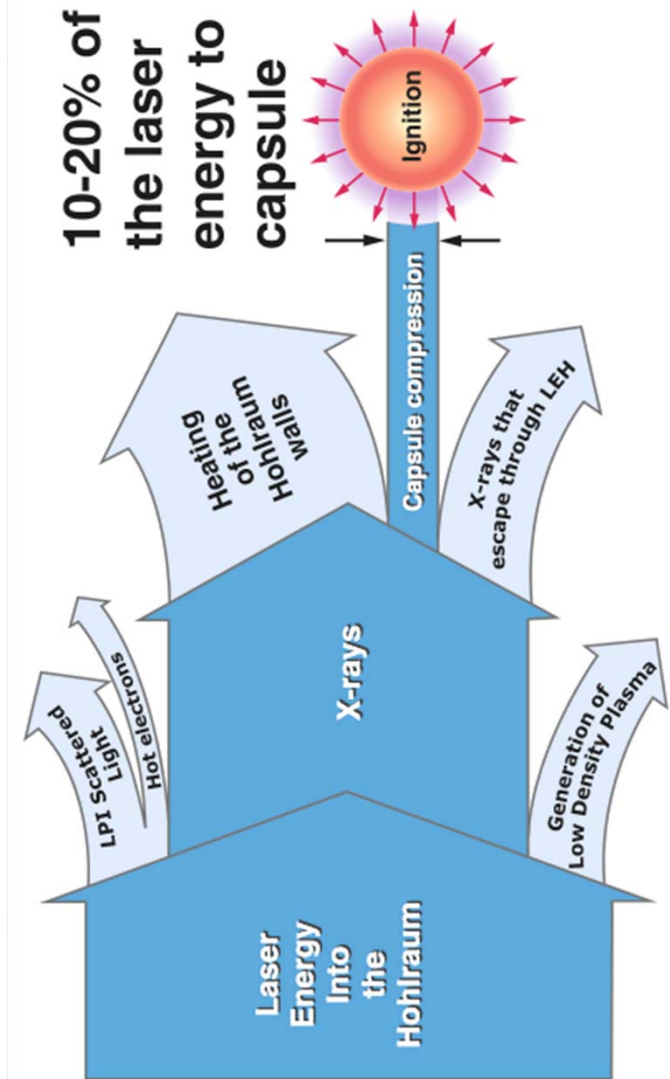 10-20% of
the laser
energy to
capsule
Laser
Energy
Into
the
Hohlraum
LPI Scattered
Light
Hot electrons
Generation of
Low Density Plasma
X-rays
Heating
of the
Hohlraum
walls
Capsule compression
X-rays that
escape through LEH
Ignition